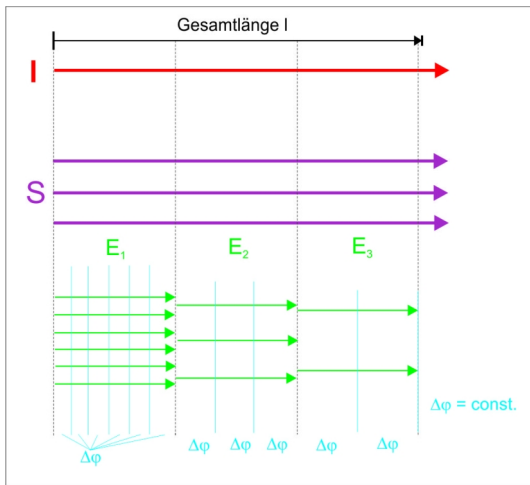 Gesamtlänge l
I
S
E₁ E₂ E₃
Δφ = const.
Δφ Δφ Δφ Δφ Δφ
Δφ